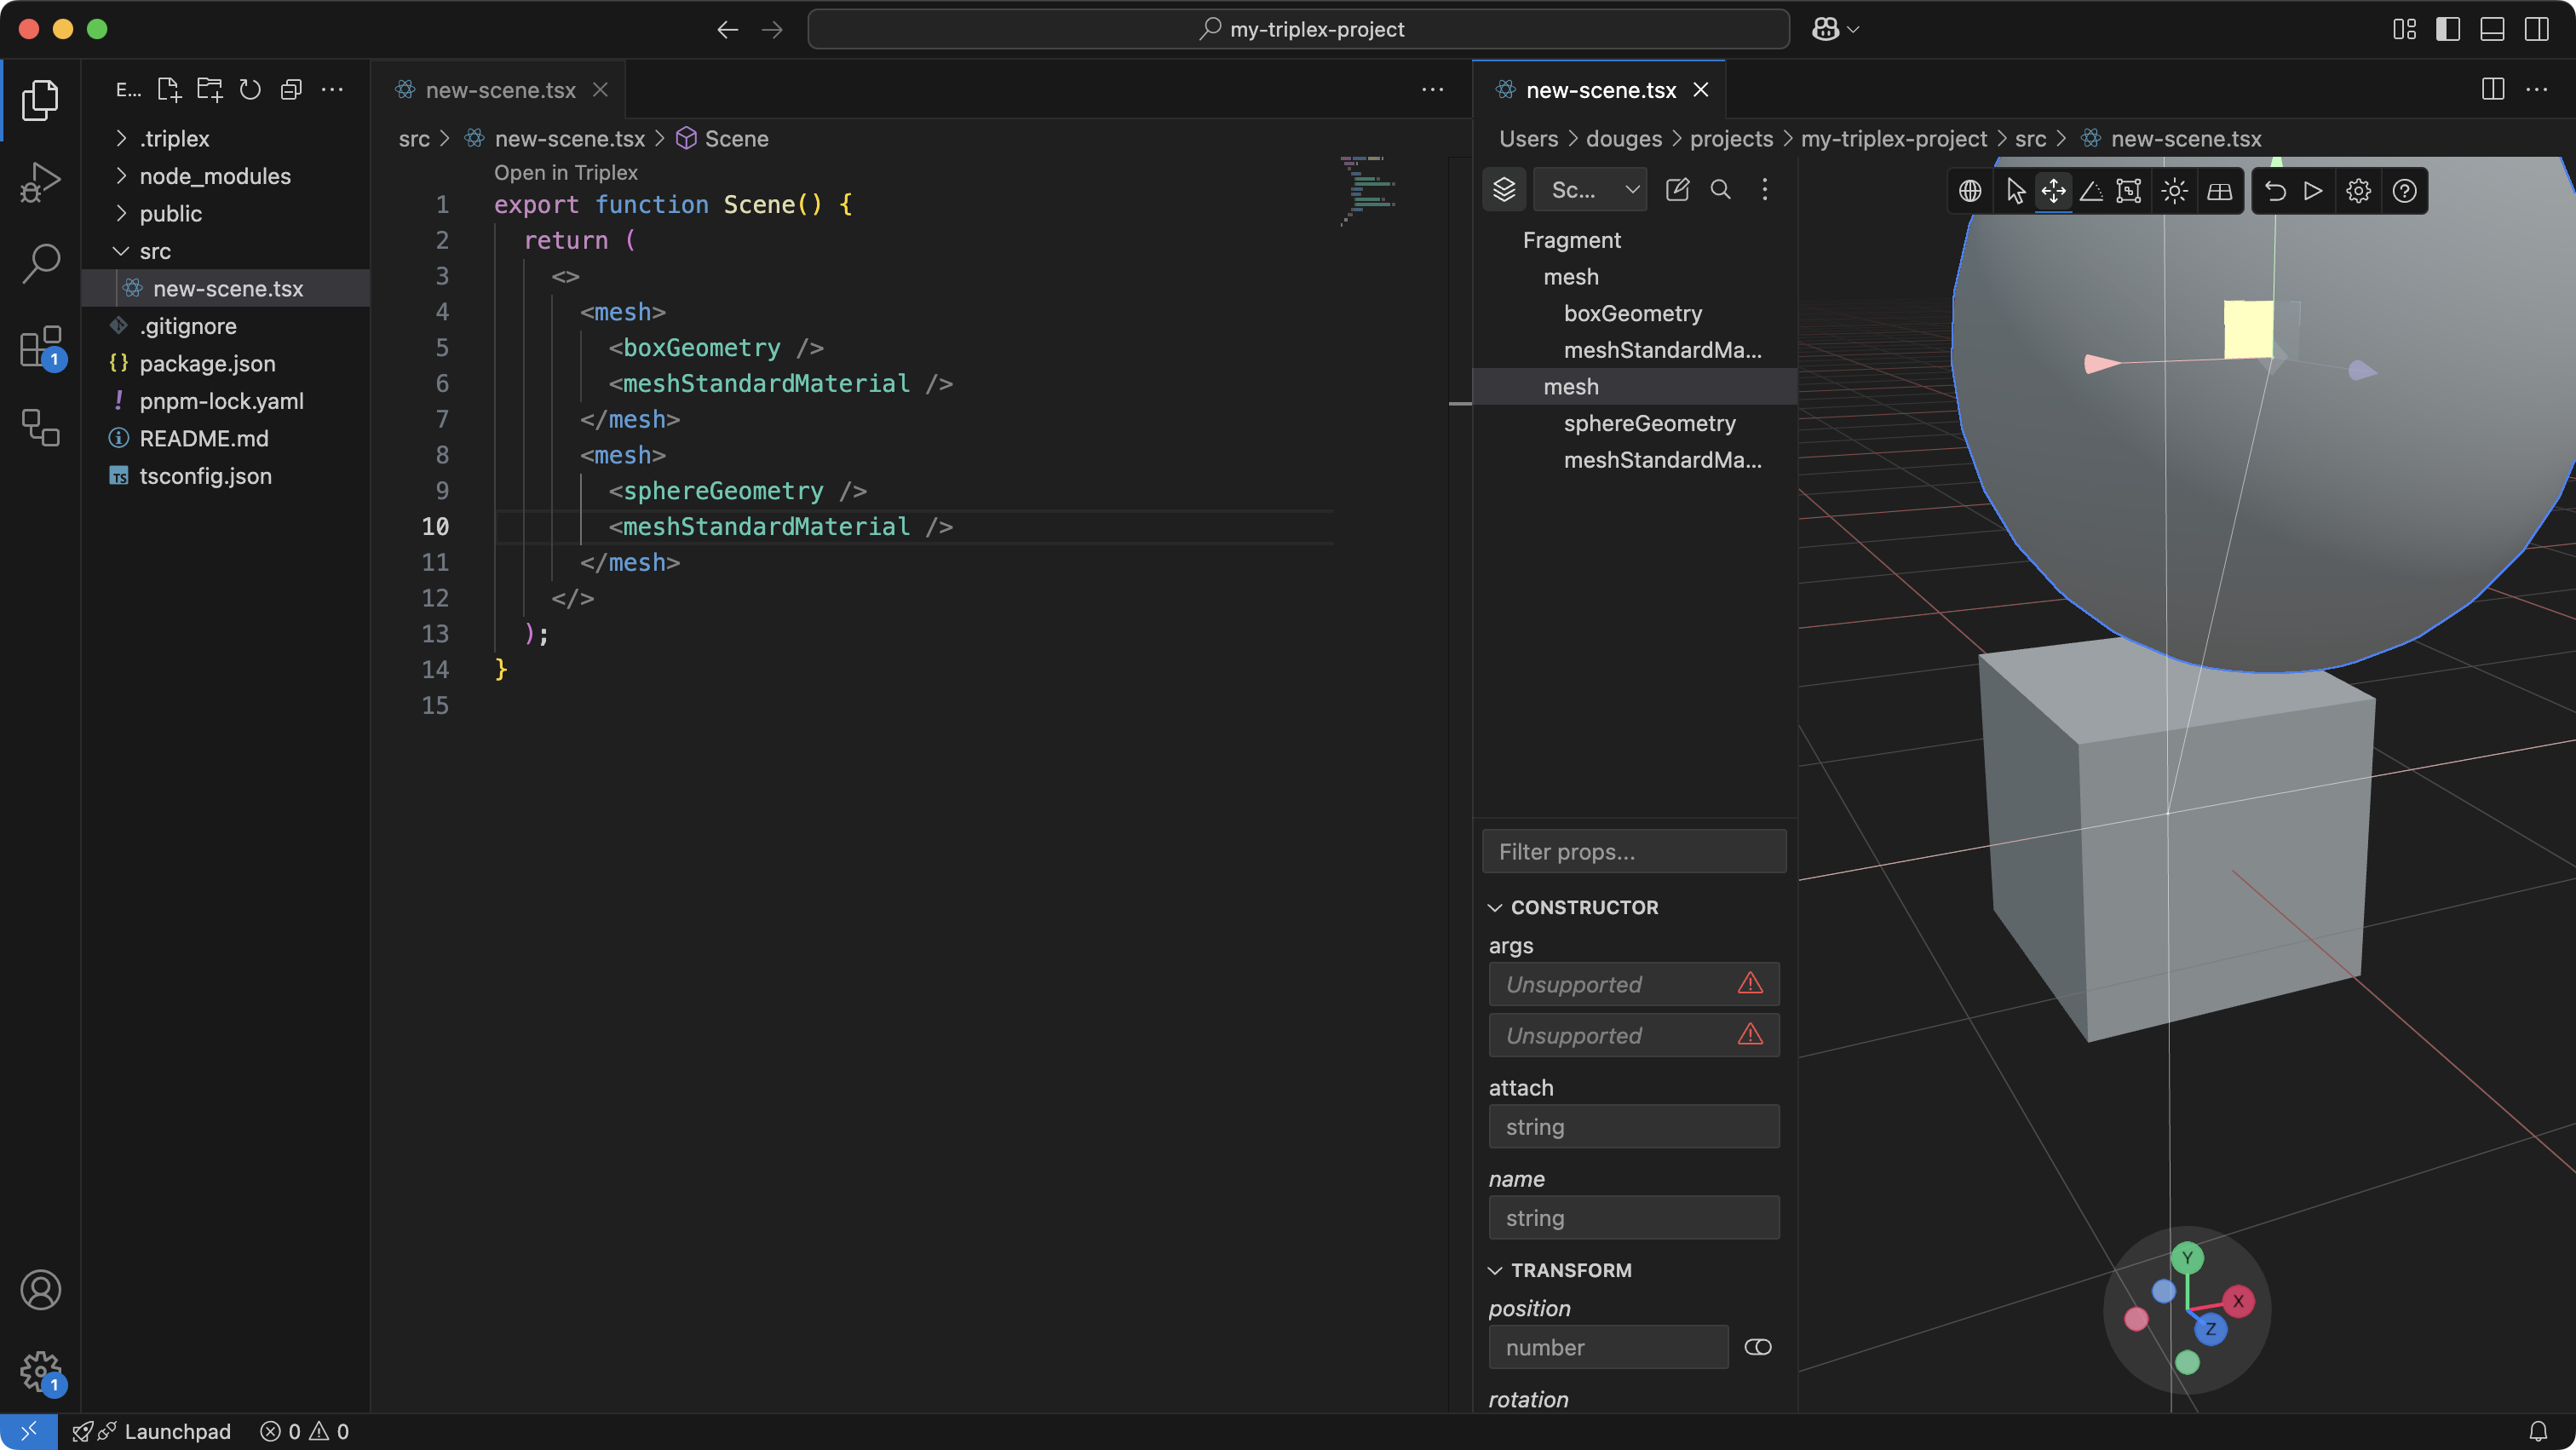 my-triplex-project
E...
.triplex
node_modules
public
src
new-scene.tsx
.gitignore
package.json
pnpm-lock.yaml
README.md
tsconfig.json
1
1
new-scene.tsx
src > new-scene.tsx > Scene
Open in Triplex
1 export function Scene() {
2 return (
3 <>
4 <mesh>
5 <boxGeometry />
6 <meshStandardMaterial />
7 </mesh>
8 <mesh>
9 <sphereGeometry />
10 <meshStandardMaterial />
11 </mesh>
12 </>
13 );
14 }
15
new-scene.tsx
Users > douges > projects > my-triplex-project > src > new-scene.tsx
Sc...
Fragment
mesh
boxGeometry
meshStandardMa...
mesh
sphereGeometry
meshStandardMa...
Filter props...
CONSTRUCTOR
args
Unsupported
Unsupported
attach
string
name
string
TRANSFORM
position
number
rotation
Y
X
Z
Launchpad 0 0